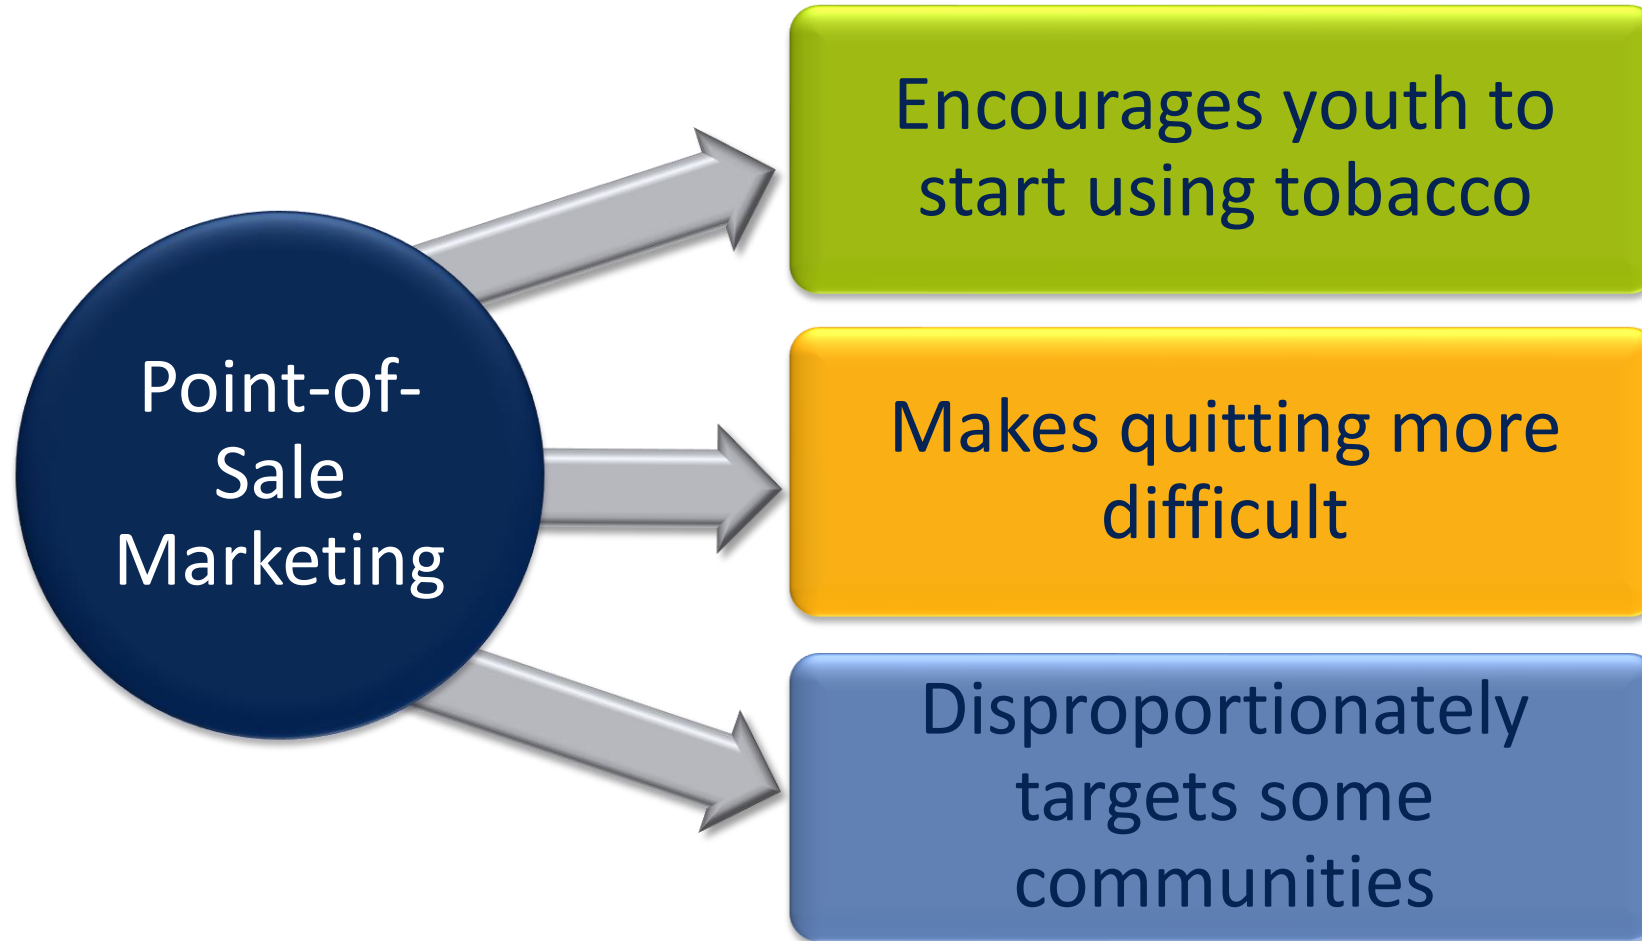 Point-of-
Sale
Marketing
Encourages youth to
start using tobacco
Makes quitting more
difficult
Disproportionately
targets some
communities